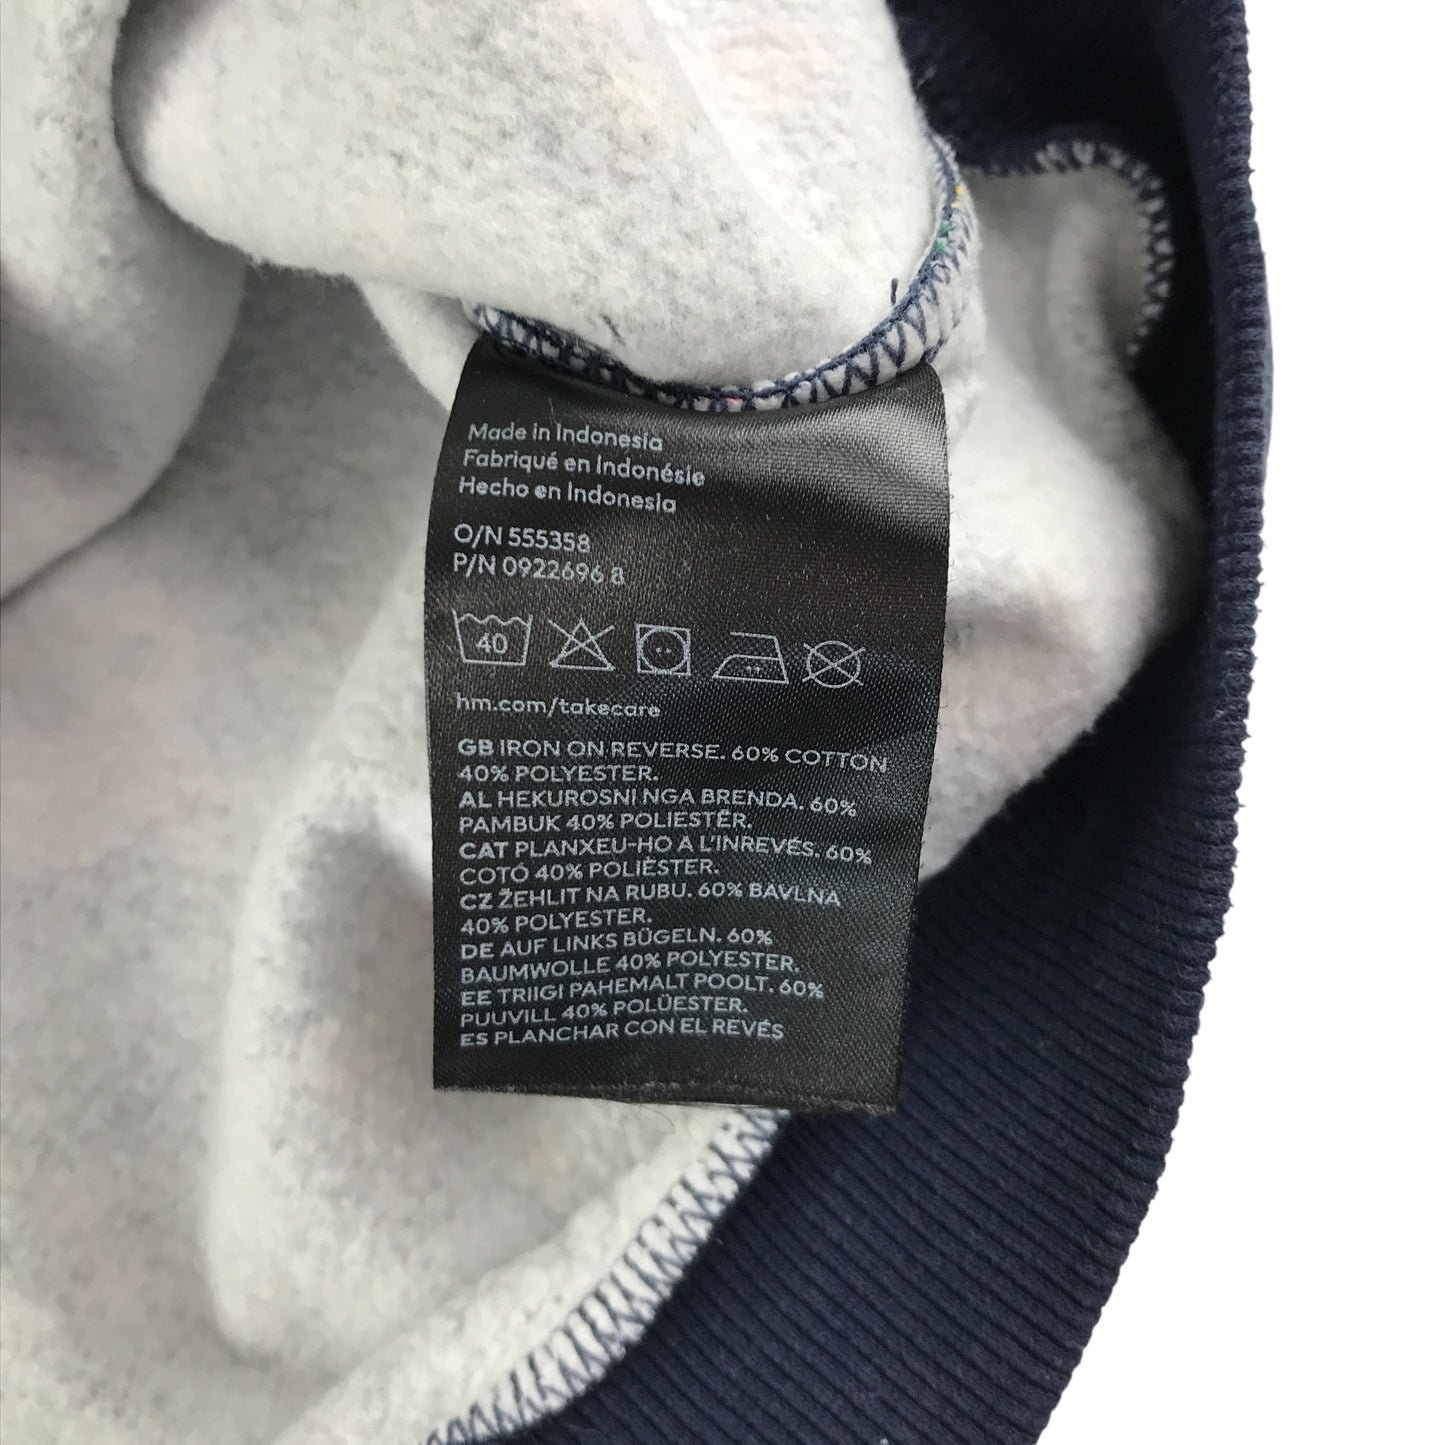 Made in Indonesia
Fabriqué en Indonésie
Hecho en Indonesia
O/N 555358
P/N 0922696 8
40
hm.com/takecare
GB IRON ON REVERSE. 60% COTTON
40% POLYESTER.
AL HEKUROSNI NGA BRENDA. 60%
PAMBUK 40% POLIESTËR.
CAT PLANXEU-HO A L'INREVÉS. 60%
COTÓ 40% POLIÈSTER.
CZ ŽEHLIT NA RUBU. 60% BAVLNA
40% POLYESTER.
DE AUF LINKS BÜGELN. 60%
BAUMWOLLE 40% POLYESTER.
EE TRIIGI PAHEMALT POOLT. 60%
PUUVILL 40% POLÜESTER.
ES PLANCHAR CON EL REVÉS